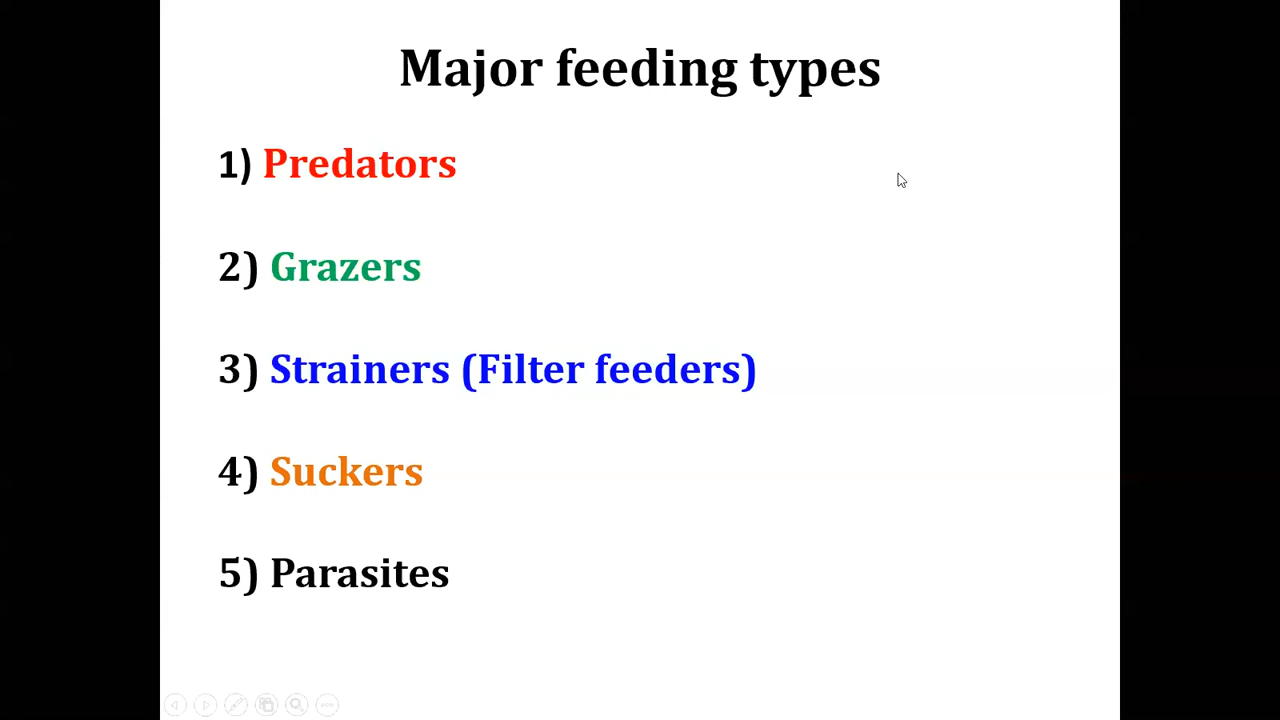 Major feeding types
1) Predators
2) Grazers
3) Strainers (Filter feeders)
4) Suckers
5) Parasites